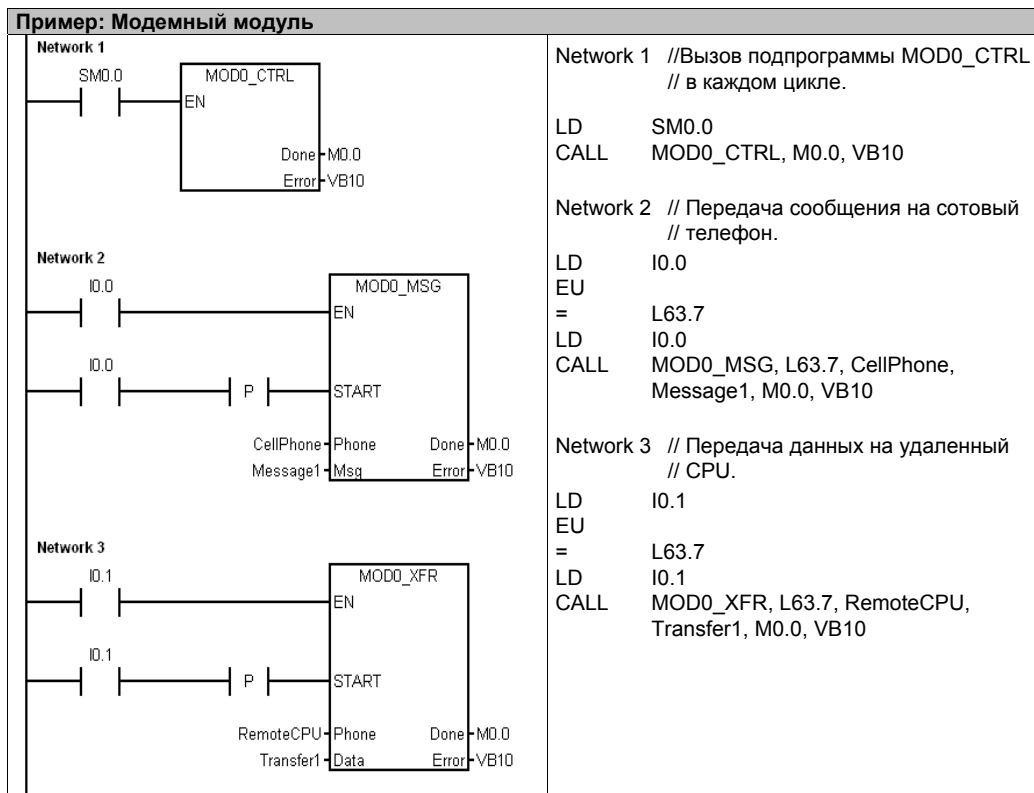 Пример: Модемный модуль
Network 1
SM0.0
MOD0_CTRL
EN
Done M0.0
Error VB10
Network 2
I0.0
MOD0_MSG
EN
I0.0
P
START
CellPhone Phone Done M0.0
Message1 Msg Error VB10
Network 3
I0.1
MOD0_XFR
EN
I0.1
P
START
RemoteCPU Phone Done M0.0
Transfer1 Data Error VB10
Network 1 //Вызов подпрограммы MOD0_CTRL
// в каждом цикле.
LD SM0.0
CALL MOD0_CTRL, M0.0, VB10
Network 2 // Передача сообщения на сотовый
// телефон.
LD I0.0
EU
= L63.7
LD I0.0
CALL MOD0_MSG, L63.7, CellPhone,
Message1, M0.0, VB10
Network 3 // Передача данных на удаленный
// CPU.
LD I0.1
EU
= L63.7
LD I0.1
CALL MOD0_XFR, L63.7, RemoteCPU,
Transfer1, M0.0, VB10